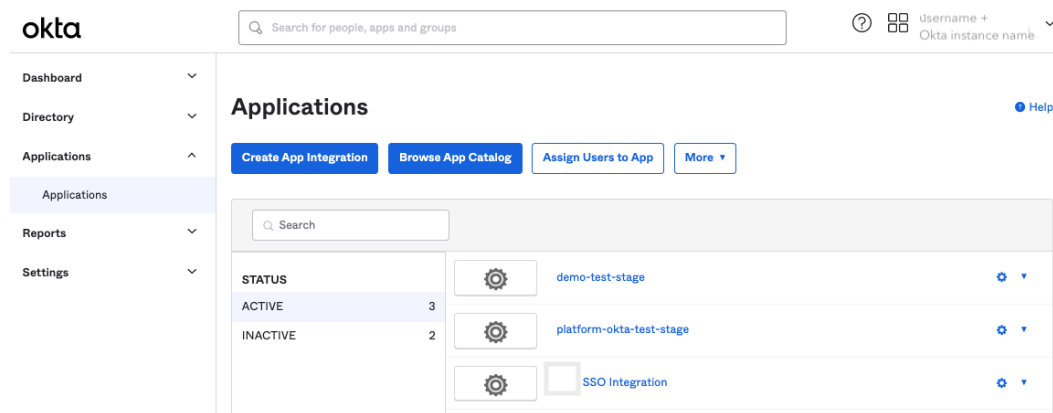 okta
Search for people, apps and groups
username +
Okta instance name
Dashboard
Directory
Applications
Applications
Reports
Settings
Applications
Help
Create App Integration
Browse App Catalog
Assign Users to App
More
Search
STATUS
ACTIVE 3
INACTIVE 2
demo-test-stage
platform-okta-test-stage
SSO Integration